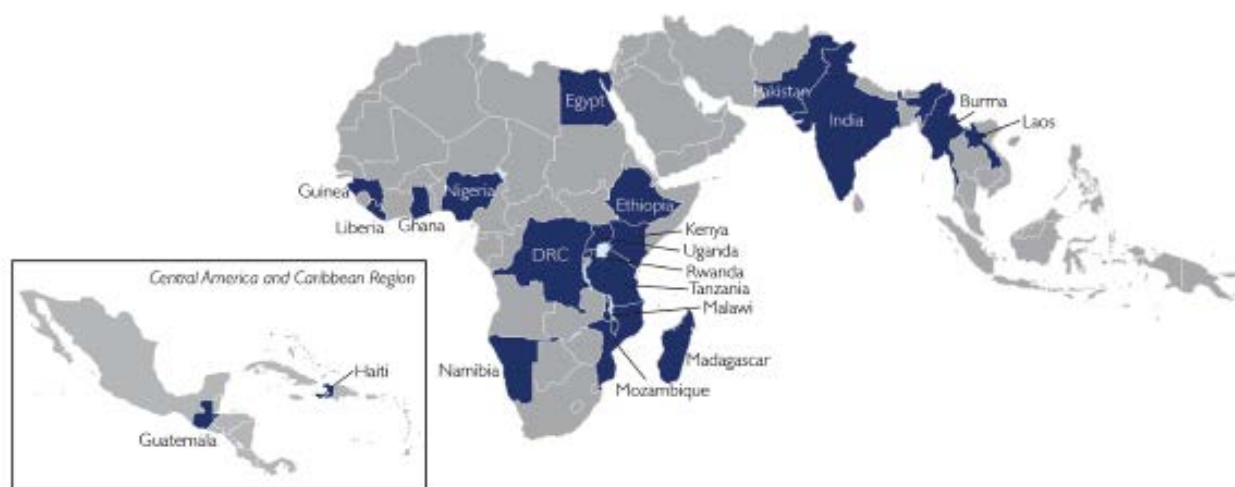 Egypt
Pakistan
India
Burma
Laos
Guinea
Nigeria
Liberia
Ghana
Ethiopia
Kenya
Uganda
DRC
Rwanda
Tanzania
Malawi
Madagascar
Namibia
Mozambique
Central America and Caribbean Region
Haiti
Guatemala